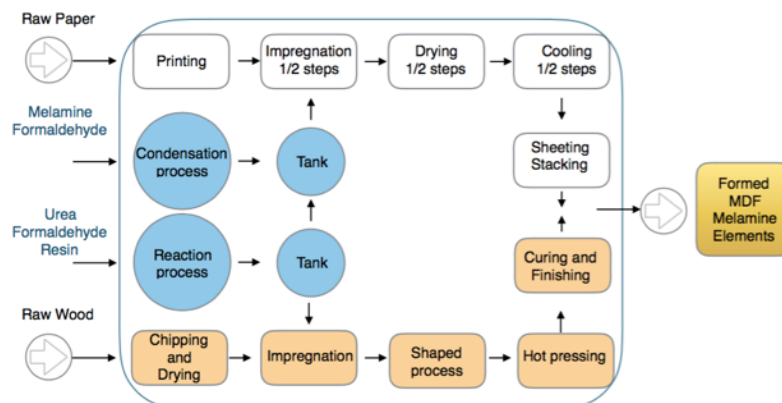 Raw Paper
Printing
Impregnation
1/2 steps
Drying
1/2 steps
Cooling
1/2 steps
Melamine
Formaldehyde
Condensation
process
Tank
Sheeting
Stacking
Urea
Formaldehyde
Resin
Reaction
process
Tank
Curing and
Finishing
Formed
MDF
Melamine
Elements
Raw Wood
Chipping
and
Drying
Impregnation
Shaped
process
Hot pressing